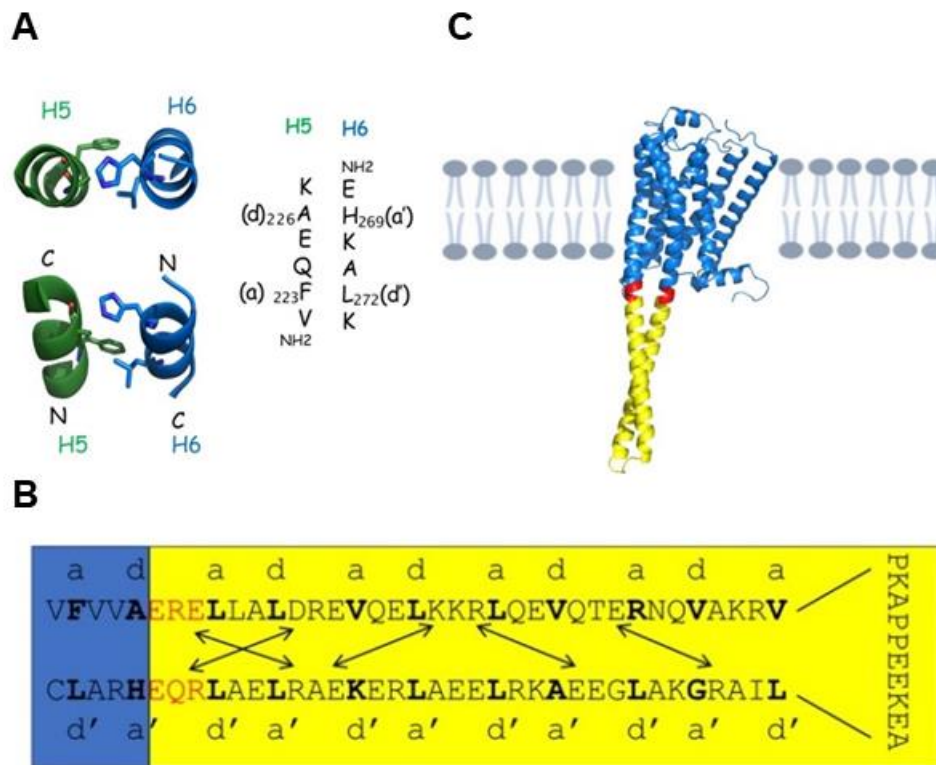 A
C
H5
H6
H5 H6
NH2
K E
(d)226A H269(a')
E K
Q A
(a) 223F L272(d')
V K
NH2
C
N
N
C
H5
H6
B
a d a d a d a d a d a
VFVVAERELLALDREVQELKKRLQEVQTERNQVAKRV
CLARHEQRLAELRAEKERLAEELRKAEEGLAKGRAIL
d' a' d' a' d' a' d' a' d' a' d'
PKAPPEEKEA